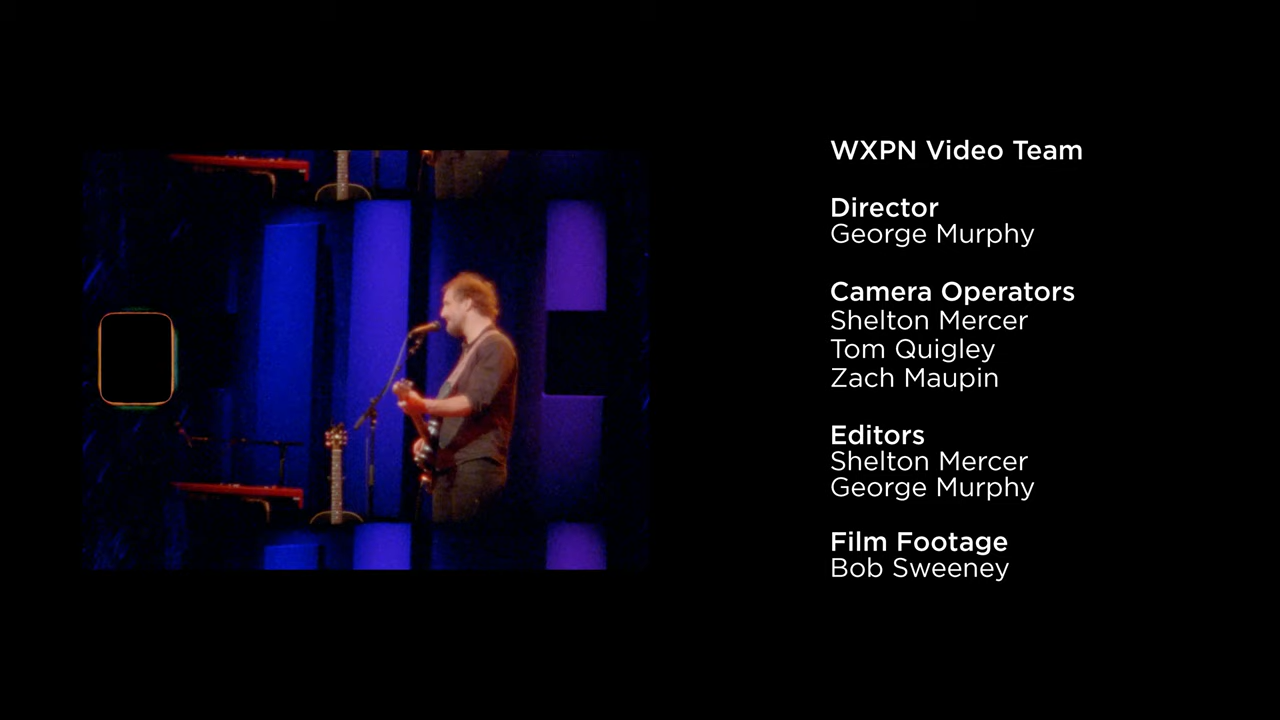 WXPN Video Team
Director
George Murphy
Camera Operators
Shelton Mercer
Tom Quigley
Zach Maupin
Editors
Shelton Mercer
George Murphy
Film Footage
Bob Sweeney